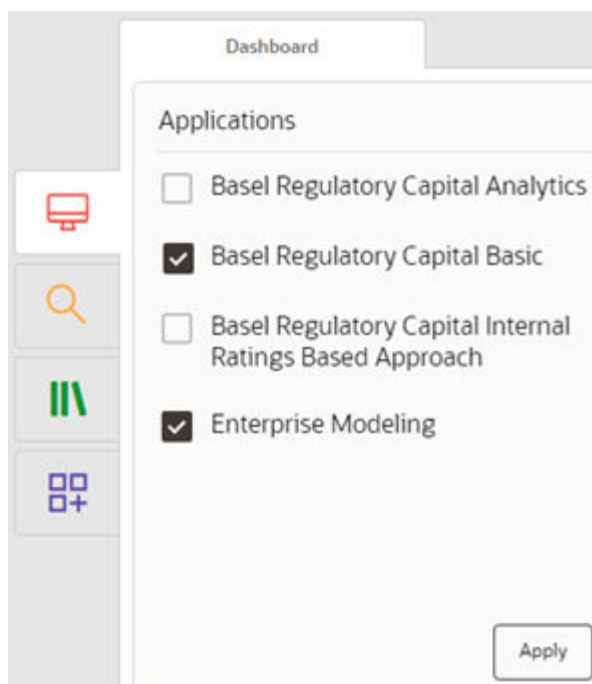 Dashboard
Applications
Basel Regulatory Capital Analytics
Basel Regulatory Capital Basic
Basel Regulatory Capital Internal
Ratings Based Approach
Enterprise Modeling
Apply